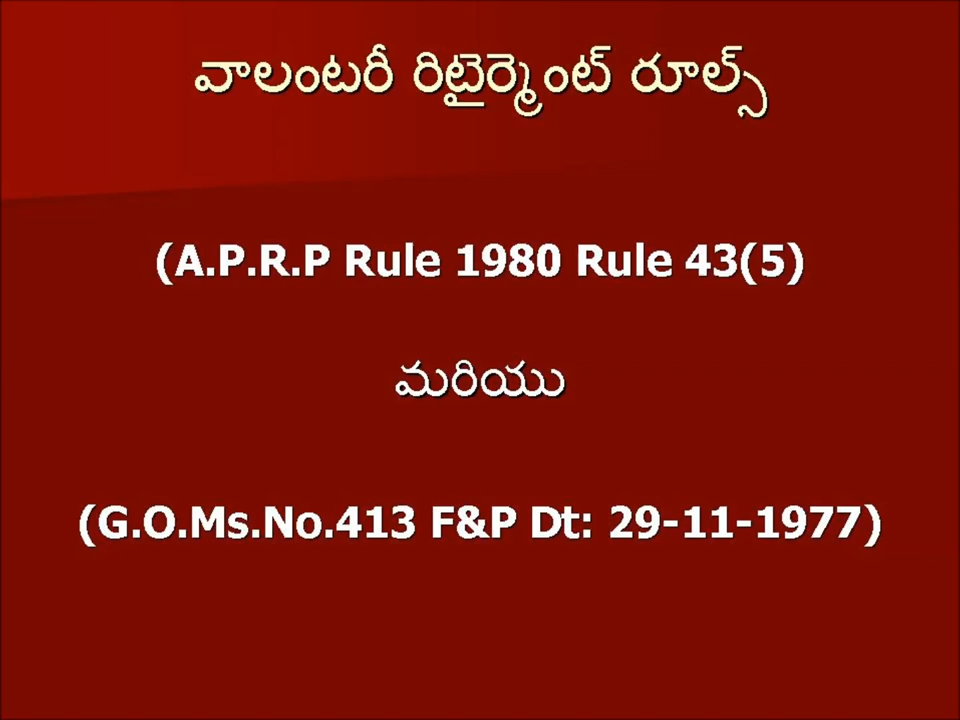 వాలంటరీ రిటైర్మెంట్ రూల్స్
(A.P.R.P Rule 1980 Rule 43(5)
మరియు
(G.O.Ms.No.413 F&P Dt: 29-11-1977)